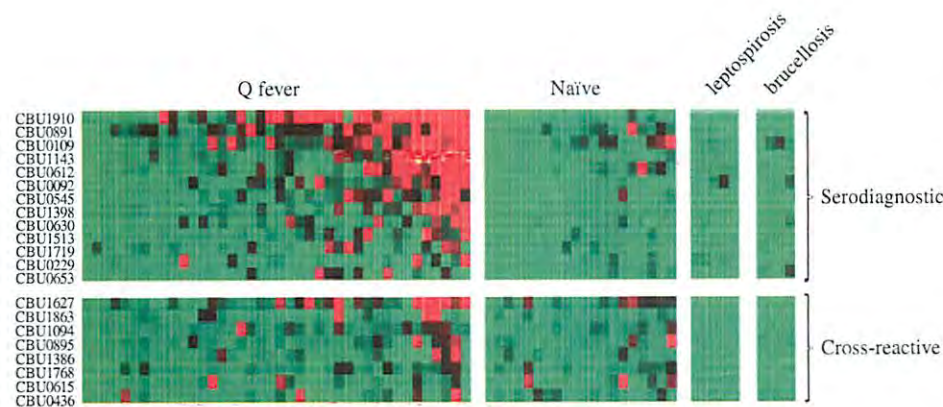 Q fever
Naïve
leptospirosis
brucellosis
CBU1910
CBU0891
CBU0109
CBU1143
CBU0612
CBU0092
CBU0545
CBU1398
CBU0630
CBU1513
CBU1719
CBU0229
CBU0653
Serodiagnostic
CBU1627
CBU1863
CBU1094
CBU0895
CBU1386
CBU1768
CBU0615
CBU0436
Cross-reactive